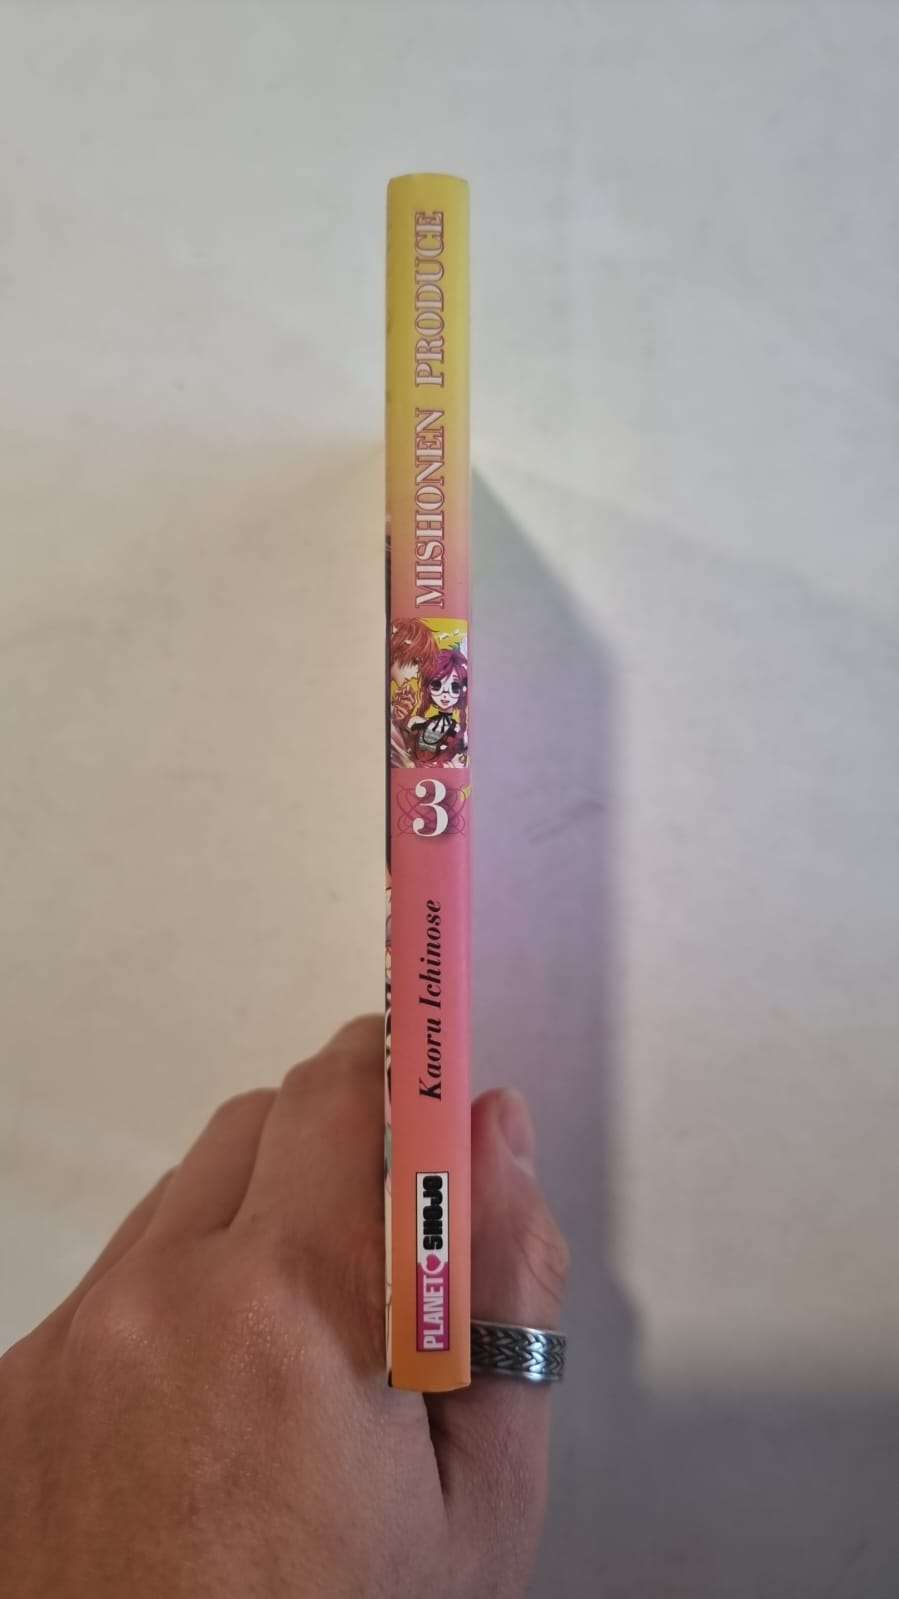 MISHONEN PRODUCE
3
Kaoru Ichinose
PLANET SHOJO